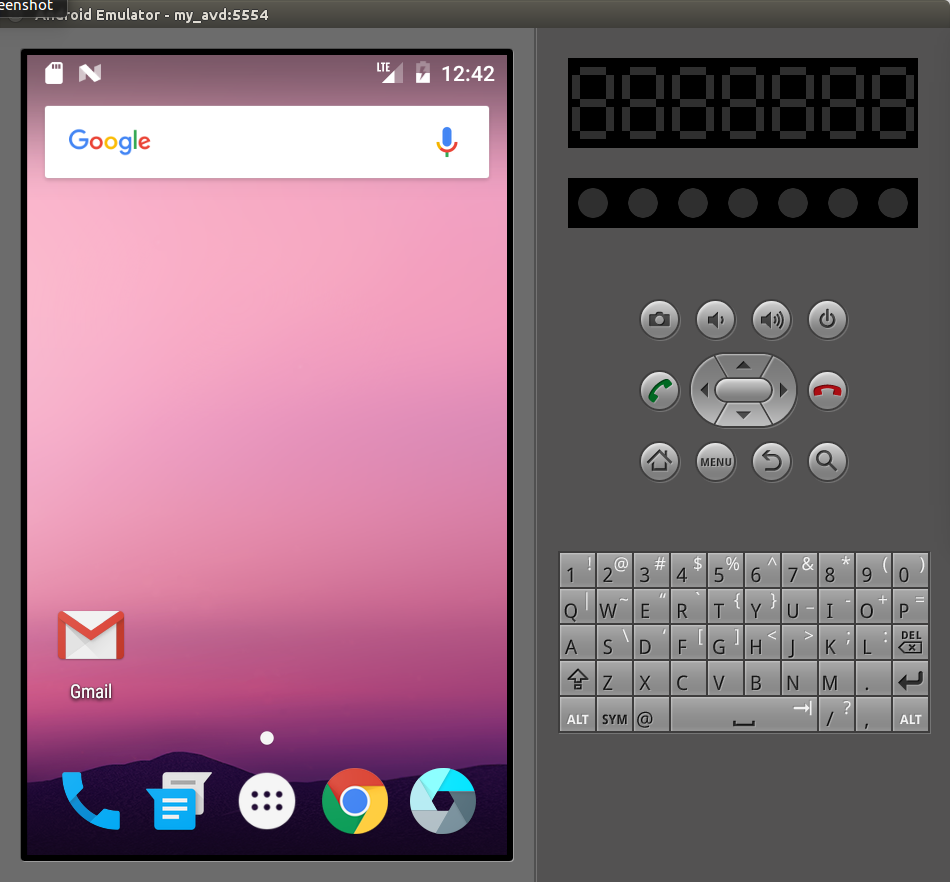 eenshot
Android Emulator - my_avd:5554
LTE 12:42
Google
MENU
1 ! 2 @ 3 # 4 $ 5 % 6 ^ 7 & 8 * 9 ( 0 )
Q | W ~ E “ R ` T { Y } U _ I - O + P =
A S \ D ‘ F [ G ] H < J > K ; L : DEL
Z X C V B N M .
ALT SYM @ / ? , ALT
Gmail